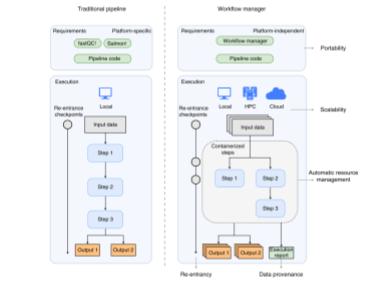 Traditional pipeline
Workflow manager
Requirements
Platform-specific
Salmon
Pipeline code
Requirements
Platform-independent
Workflow manager
Pipeline code
Portability
Execution
Local
Re-entrance
checkpoints
Input data
Step 1
Step 2
Step 3
Output 1
Output 2
Execution
Local
HPC
Cloud
Scalability
Re-entrance
checkpoints
Input data
Containerized
steps
Step 1
Step 2
Step 3
Automatic resource
management
Output 1
Output 2
Execution
report
Re-entrancy
Data provenance